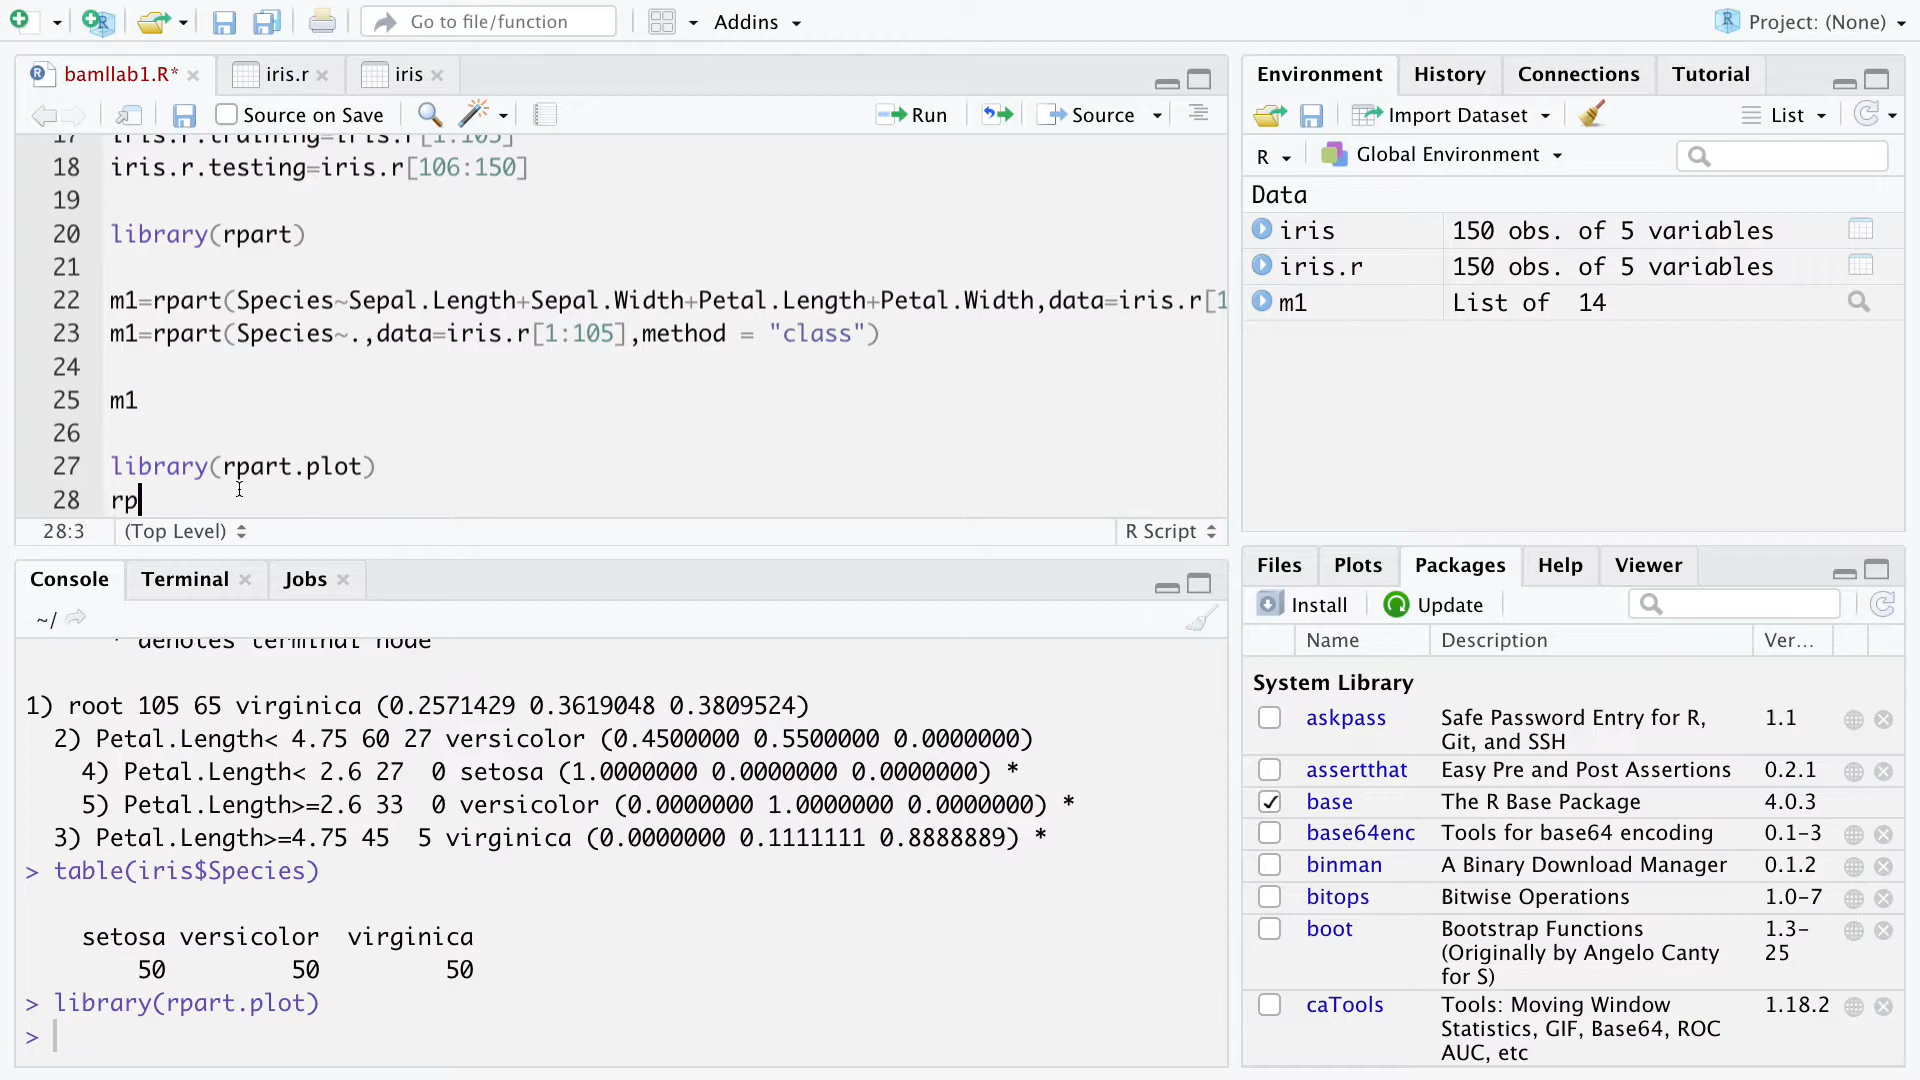 Go to file/function
Addins
Project: (None)
bamllab1.R*
iris.r
iris
Source on Save
Run
Source
17 iris.r.training=iris.r[1:105]
18 iris.r.testing=iris.r[106:150]
19
20 library(rpart)
21
22 m1=rpart(Species~Sepal.Length+Sepal.Width+Petal.Length+Petal.Width,data=iris.r[1
23 m1=rpart(Species~.,data=iris.r[1:105],method = "class")
24
25 m1
26
27 library(rpart.plot)
28 rp
28:3 (Top Level) R Script
Console Terminal Jobs
~/
* denotes terminal node
1) root 105 65 virginica (0.2571429 0.3619048 0.3809524)
2) Petal.Length< 4.75 60 27 versicolor (0.4500000 0.5500000 0.0000000)
4) Petal.Length< 2.6 27 0 setosa (1.0000000 0.0000000 0.0000000) *
5) Petal.Length>=2.6 33 0 versicolor (0.0000000 1.0000000 0.0000000) *
3) Petal.Length>=4.75 45 5 virginica (0.0000000 0.1111111 0.8888889) *
> table(iris$Species)
setosa versicolor virginica
50 50 50
> library(rpart.plot)
>
Environment History Connections Tutorial
Import Dataset List
R Global Environment
Data
iris 150 obs. of 5 variables
iris.r 150 obs. of 5 variables
m1 List of 14
Files Plots Packages Help Viewer
Install Update
Name Description Ver...
System Library
askpass Safe Password Entry for R, 1.1
Git, and SSH
assertthat Easy Pre and Post Assertions 0.2.1
base The R Base Package 4.0.3
base64enc Tools for base64 encoding 0.1-3
binman A Binary Download Manager 0.1.2
bitops Bitwise Operations 1.0-7
boot Bootstrap Functions 1.3-
(Originally by Angelo Canty 25
for S)
caTools Tools: Moving Window 1.18.2
Statistics, GIF, Base64, ROC
AUC, etc